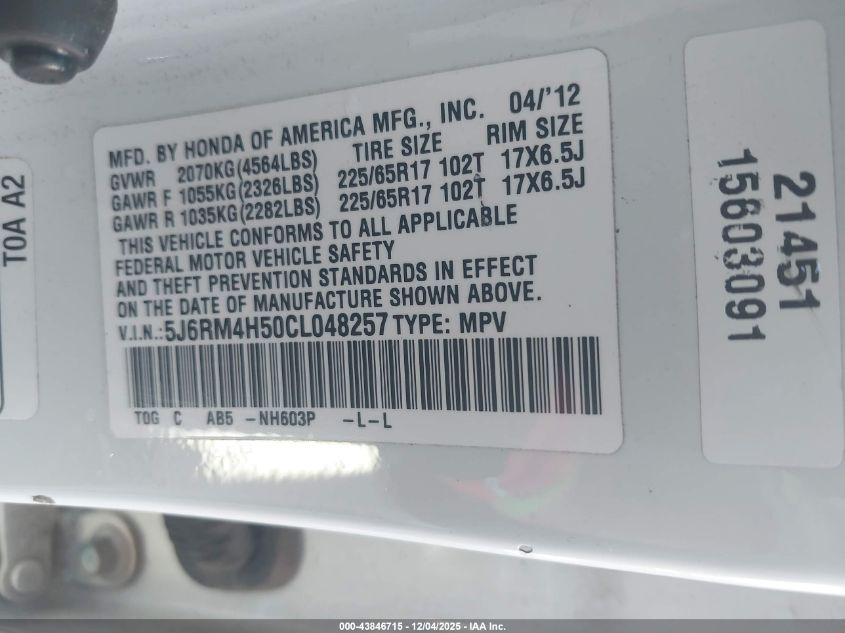 MFD. BY HONDA OF AMERICA MFG., INC. 04/'12
GVWR 2070KG(4564LBS) TIRE SIZE RIM SIZE
GAWR F 1055KG(2326LBS) 225/65R17 102T 17X6.5J
GAWR R 1035KG(2282LBS) 225/65R17 102T 17X6.5J
THIS VEHICLE CONFORMS TO ALL APPLICABLE
FEDERAL MOTOR VEHICLE SAFETY
AND THEFT PREVENTION STANDARDS IN EFFECT
ON THE DATE OF MANUFACTURE SHOWN ABOVE.
V.I.N.:5J6RM4H50CL048257 TYPE: MPV
T0G C AB5 -NH603P -L-L
T0A A2
21451
15603091
000-43846715 - 12/04/2025 - IAA Inc.